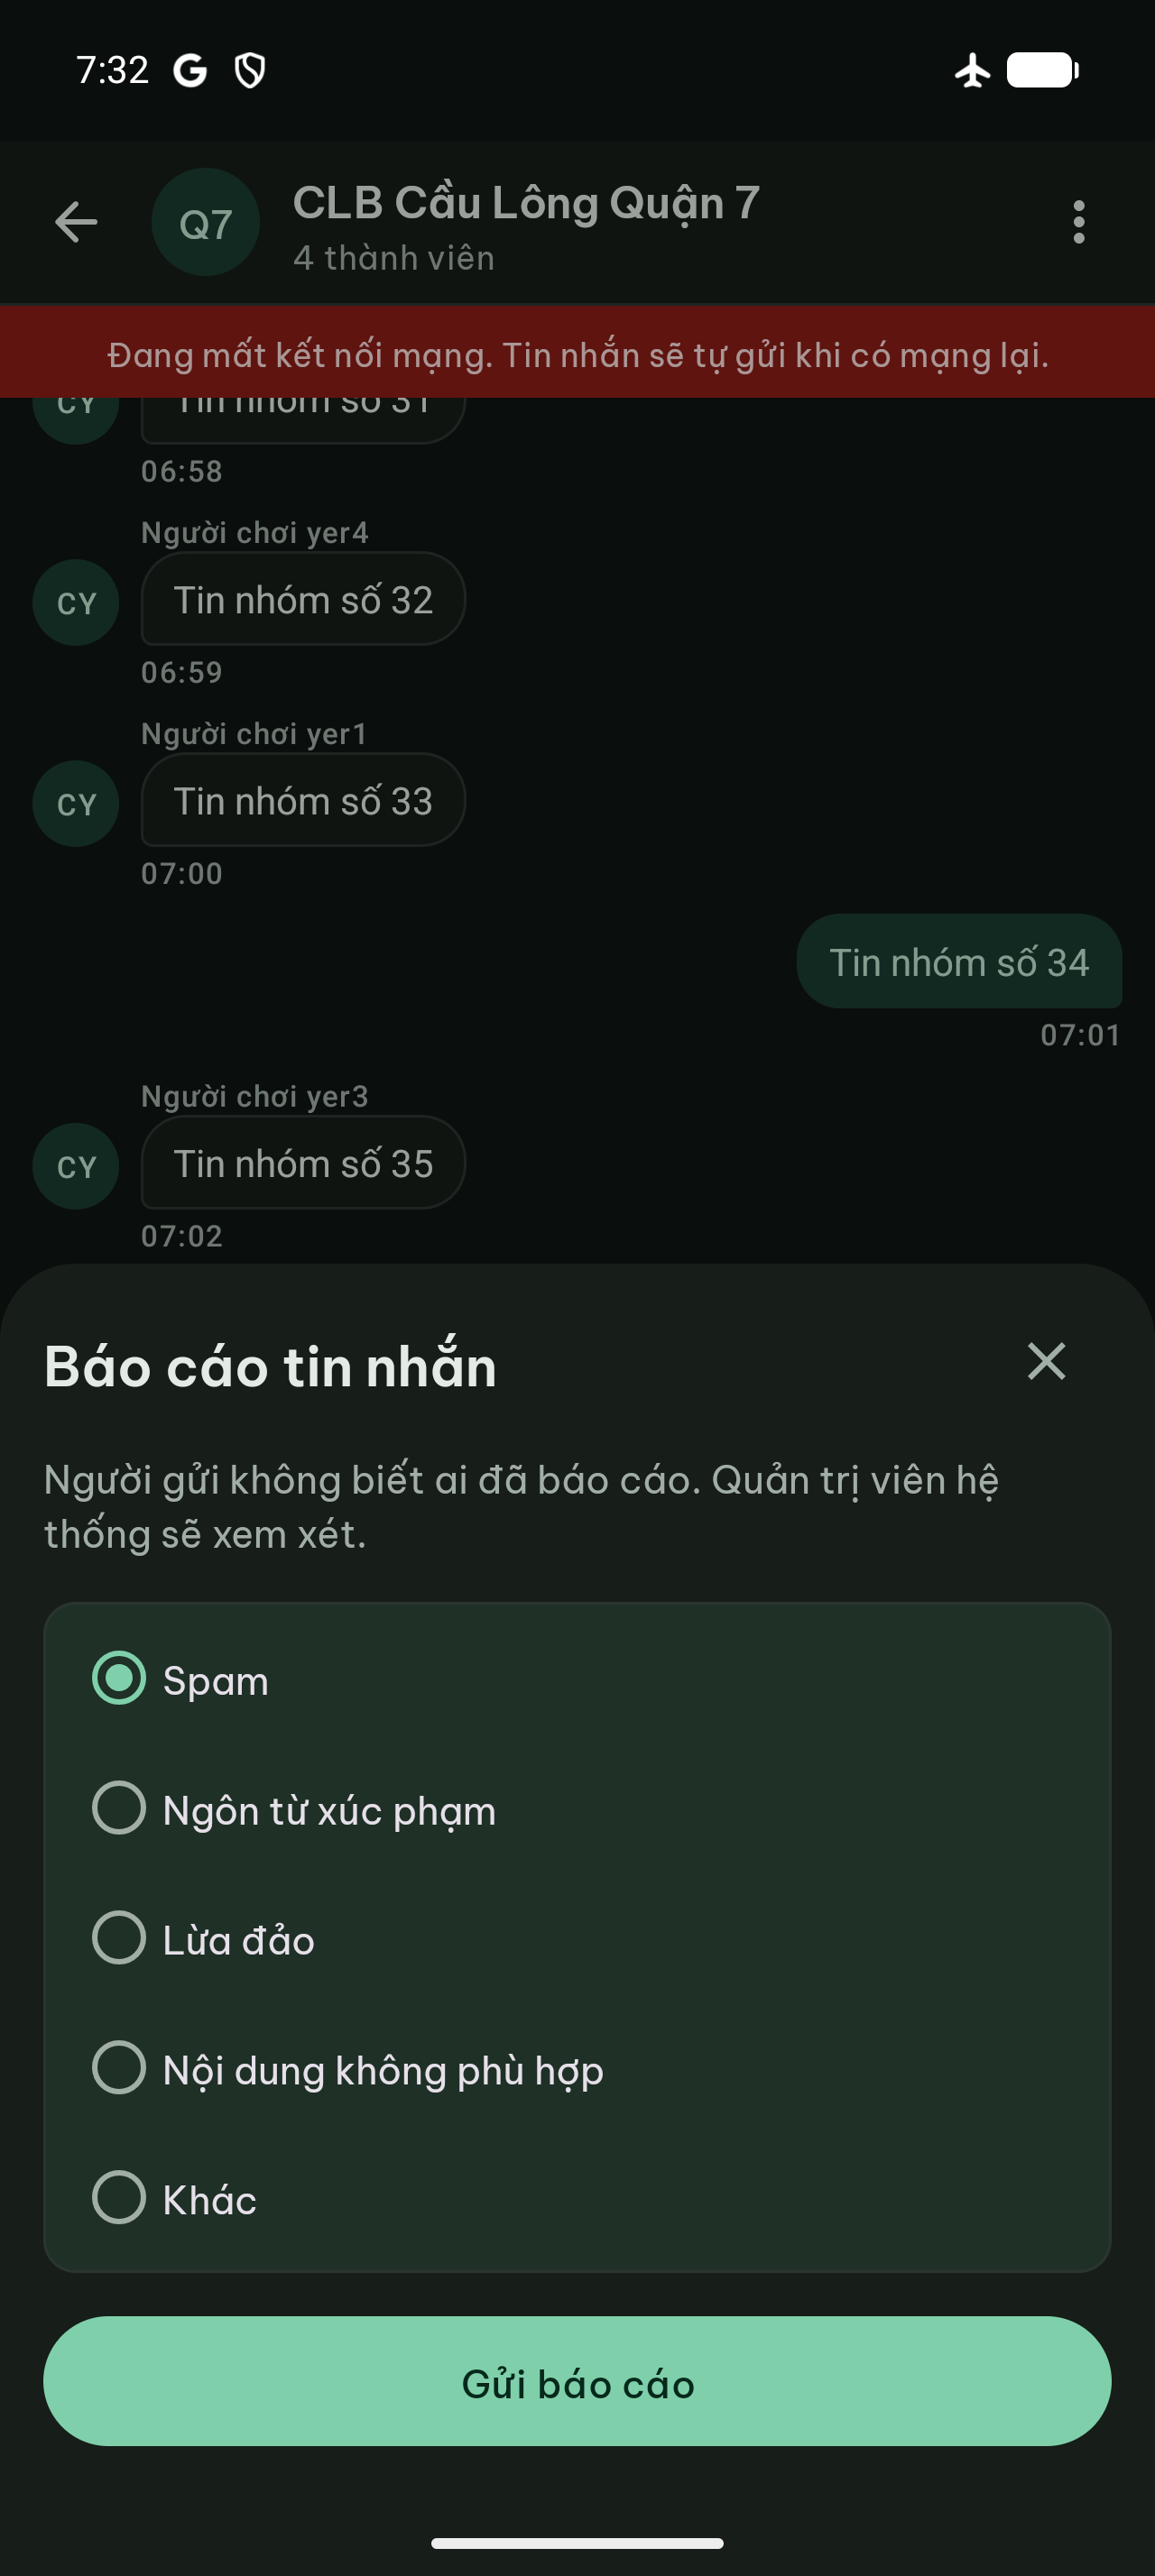 7:32
Q7
CLB Cầu Lông Quận 7
4 thành viên
Đang mất kết nối mạng. Tin nhắn sẽ tự gửi khi có mạng lại.
CY
Tin nhóm số 31
06:58
Người chơi yer4
CY
Tin nhóm số 32
06:59
Người chơi yer1
CY
Tin nhóm số 33
07:00
Tin nhóm số 34
07:01
Người chơi yer3
CY
Tin nhóm số 35
07:02
Báo cáo tin nhắn
Người gửi không biết ai đã báo cáo. Quản trị viên hệ
thống sẽ xem xét.
Spam
Ngôn từ xúc phạm
Lừa đảo
Nội dung không phù hợp
Khác
Gửi báo cáo